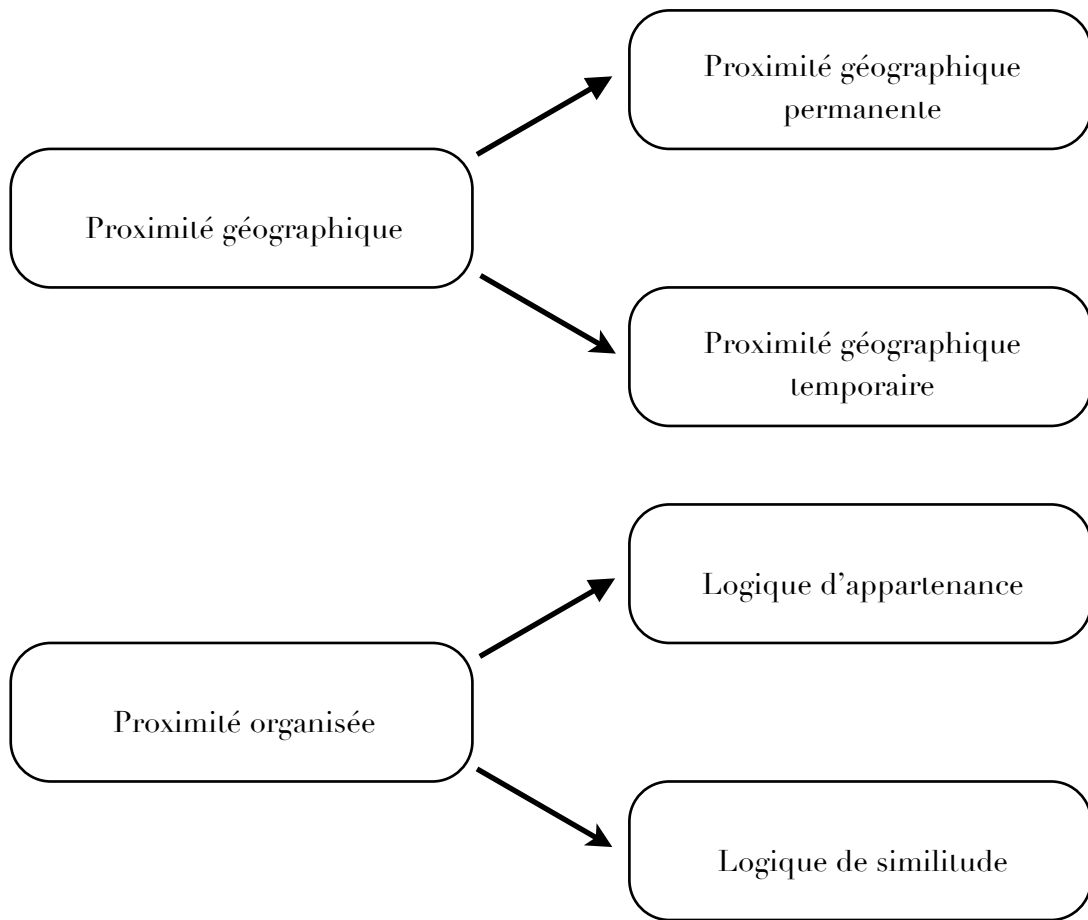 Proximité géographique
permanente
Proximité géographique
Proximité géographique
temporaire
Logique d’appartenance
Proximité organisée
Logique de similitude